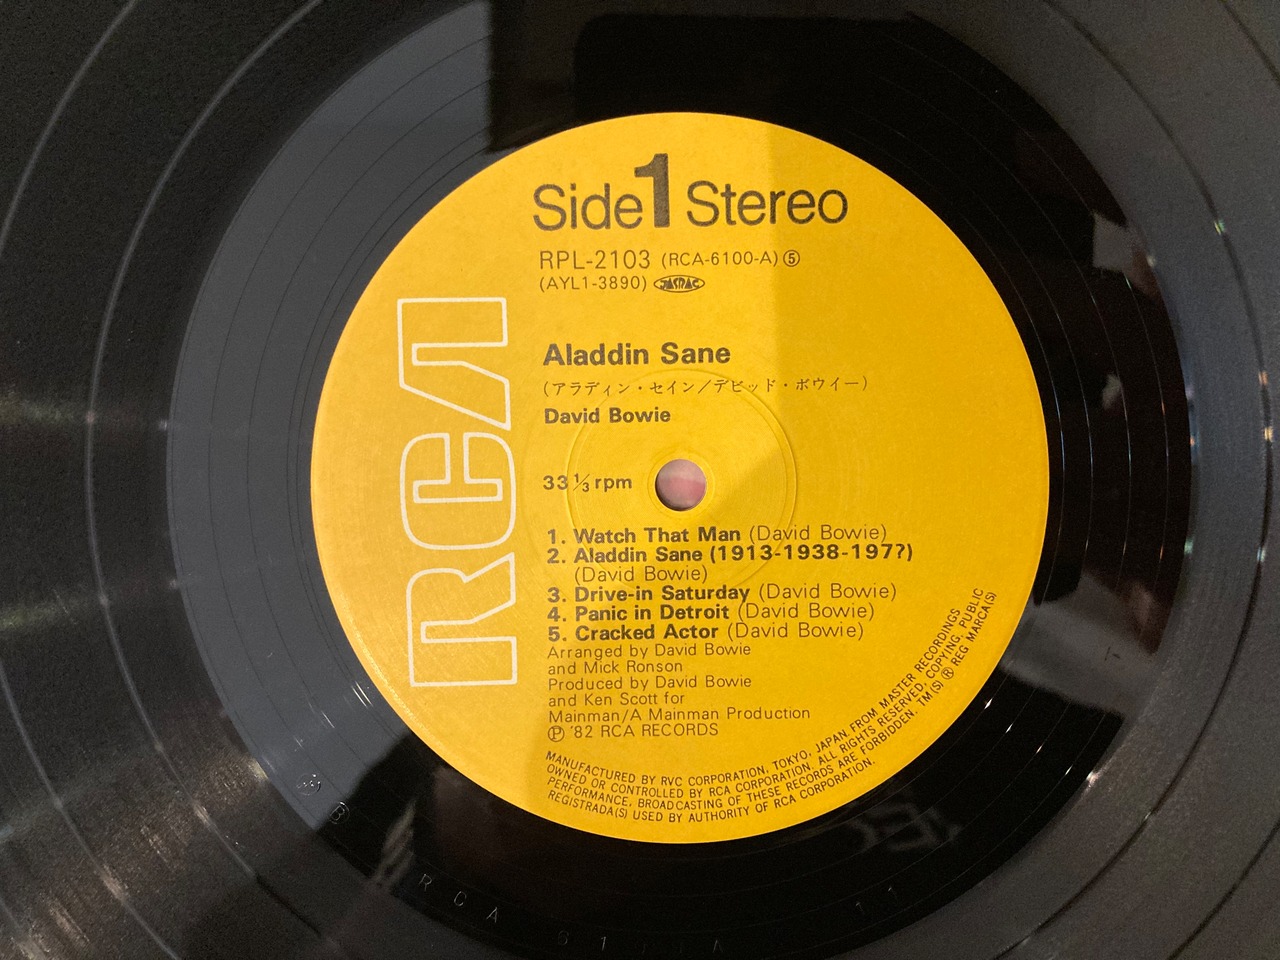 Side 1 Stereo
RPL-2103 (RCA-6100-A)⑤
(AYL1-3890) JASRAC
RCA
Aladdin Sane
(アラディン・セイン／デビッド・ボウイー)
David Bowie
33 1/3 rpm
1. Watch That Man (David Bowie)
2. Aladdin Sane (1913-1938-197?)
(David Bowie)
3. Drive-in Saturday (David Bowie)
4. Panic in Detroit (David Bowie)
5. Cracked Actor (David Bowie)
Arranged by David Bowie
and Mick Ronson
Produced by David Bowie
and Ken Scott for
Mainman/A Mainman Production
Ⓟ '82 RCA RECORDS
MANUFACTURED BY RVC CORPORATION, TOKYO, JAPAN, FROM MASTER RECORDINGS
OWNED OR CONTROLLED BY RCA CORPORATION. ALL RIGHTS RESERVED; COPYING, PUBLIC
PERFORMANCE, BROADCASTING OF THESE RECORDS ARE FORBIDDEN. TM(S) ® REG MARCA(S)
REGISTRADA(S) USED BY AUTHORITY OF RCA CORPORATION.
B
RCA
11